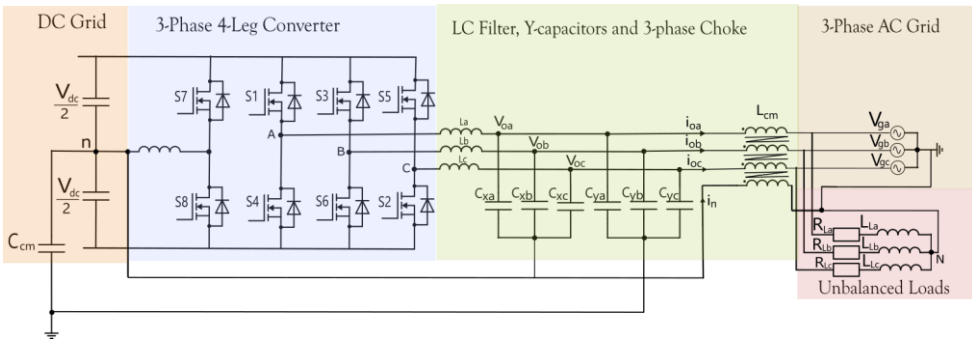 DC Grid
3-Phase 4-Leg Converter
LC Filter, Y-capacitors and 3-phase Choke
3-Phase AC Grid
Vdc
2
n
Vdc
2
Ccm
S7
S1
S3
S5
A
B
C
S8
S4
S6
S2
La
Lb
Lc
Voa
Vob
Voc
Cxa
Cxb
Cxc
Cya
Cyb
Cyc
ioa
iob
ioc
in
Lcm
Vga
Vgb
Vgc
RLa
LLa
RLb
LLb
RLc
LLc
N
Unbalanced Loads